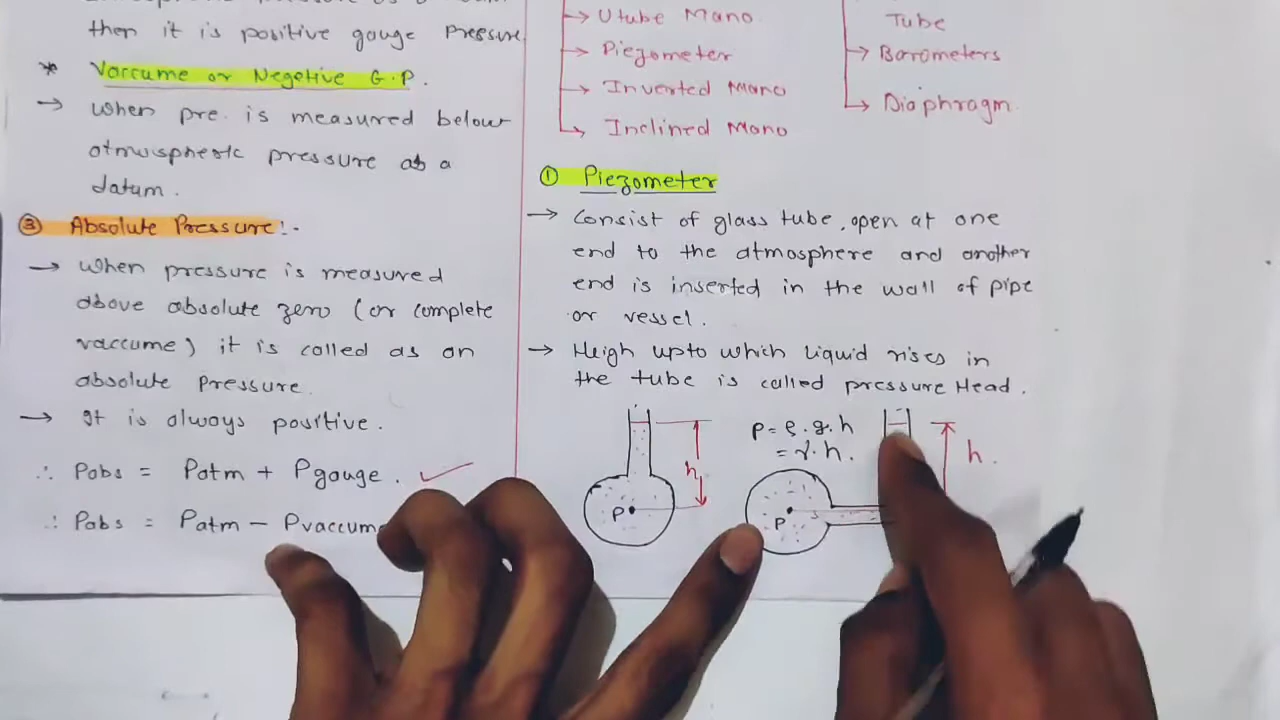 then it is positive gauge pressure
* Vaccume or Negetive G.P.
→ when pre. is measured below
atmospheric pressure as a
datum.
③ Absolute Pressure:-
→ when pressure is measured
above absolute zero (or complete
vaccume) it is called as an
absolute pressure.
→ It is always positive.
∴ Pabs = Patm + Pgauge.
∴ Pabs = Patm - Pvaccume
→ Utube Mano
→ Piezometer
→ Inverted Mano
→ Inclined Mano
Tube
→ Barometers
→ Diaphragm
① Piezometer
→ Consist of glass tube, open at one
end to the atmosphere and another
end is inserted in the wall of pipe
or vessel.
→ Heigh upto which liquid rises in
the tube is called pressure Head.
h
P
P = ρ.g.h
= γ.h.
P
h.